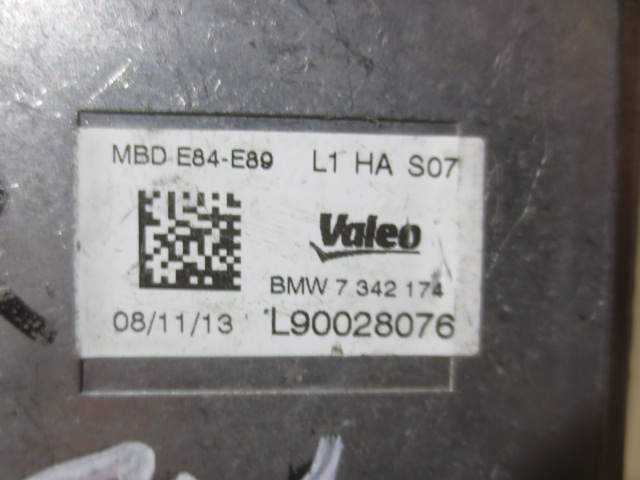 MBD E84-E89 L1 HA S07
Valeo
BMW 7 342 174
08/11/13 L90028076